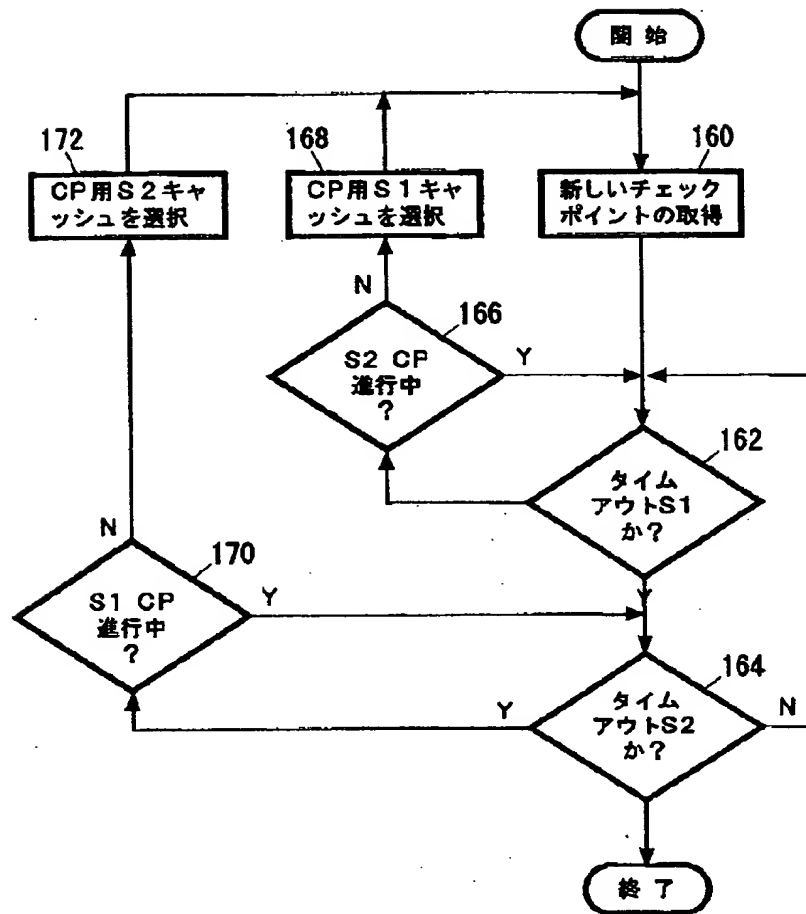 開始
172
168
160
CP用S2キャ
ッシュを選択
CP用S1キャ
ッシュを選択
新しいチェック
ポイントの取得
N
166
S2 CP
進行中
?
Y
162
タイム
アウトS1
か?
N
170
S1 CP
進行中
?
Y
Y
164
タイム
アウトS2
か?
Y
N
終了